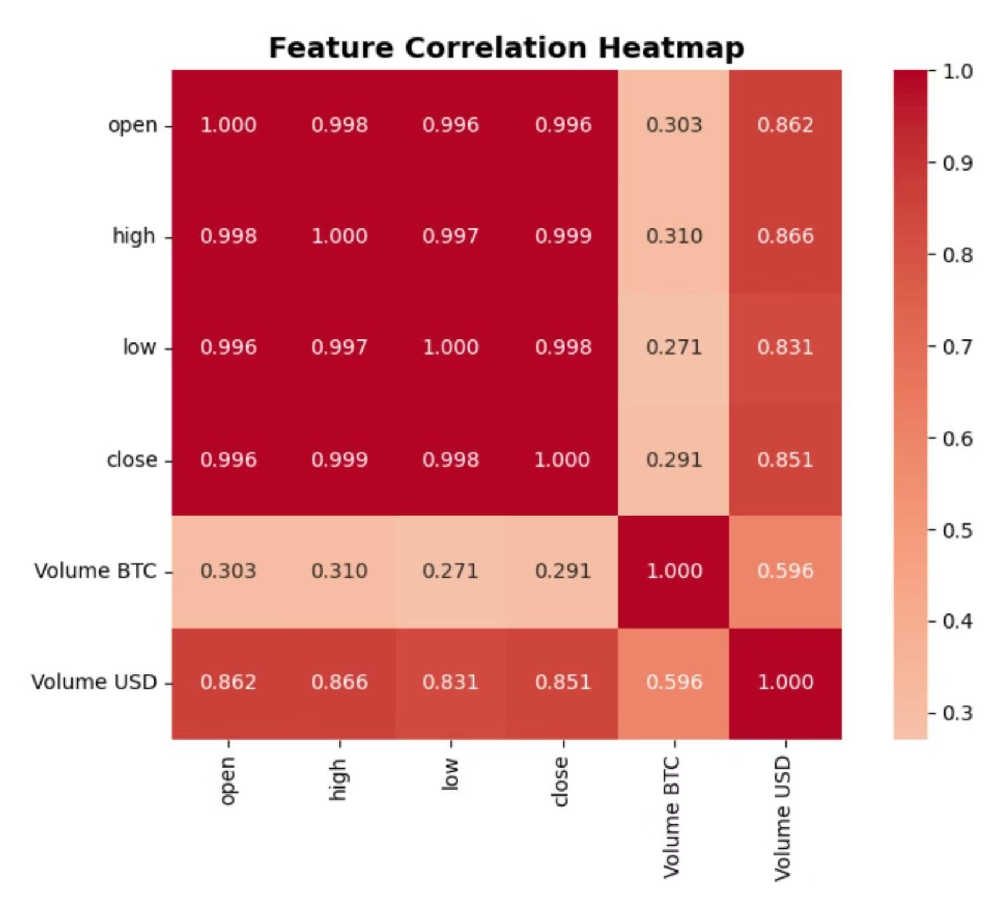 Feature Correlation Heatmap
open 1.000 0.998 0.996 0.996 0.303 0.862
high 0.998 1.000 0.997 0.999 0.310 0.866
low 0.996 0.997 1.000 0.998 0.271 0.831
close 0.996 0.999 0.998 1.000 0.291 0.851
Volume BTC 0.303 0.310 0.271 0.291 1.000 0.596
Volume USD 0.862 0.866 0.831 0.851 0.596 1.000
open
high
low
close
Volume BTC
Volume USD
1.0
0.9
0.8
0.7
0.6
0.5
0.4
0.3